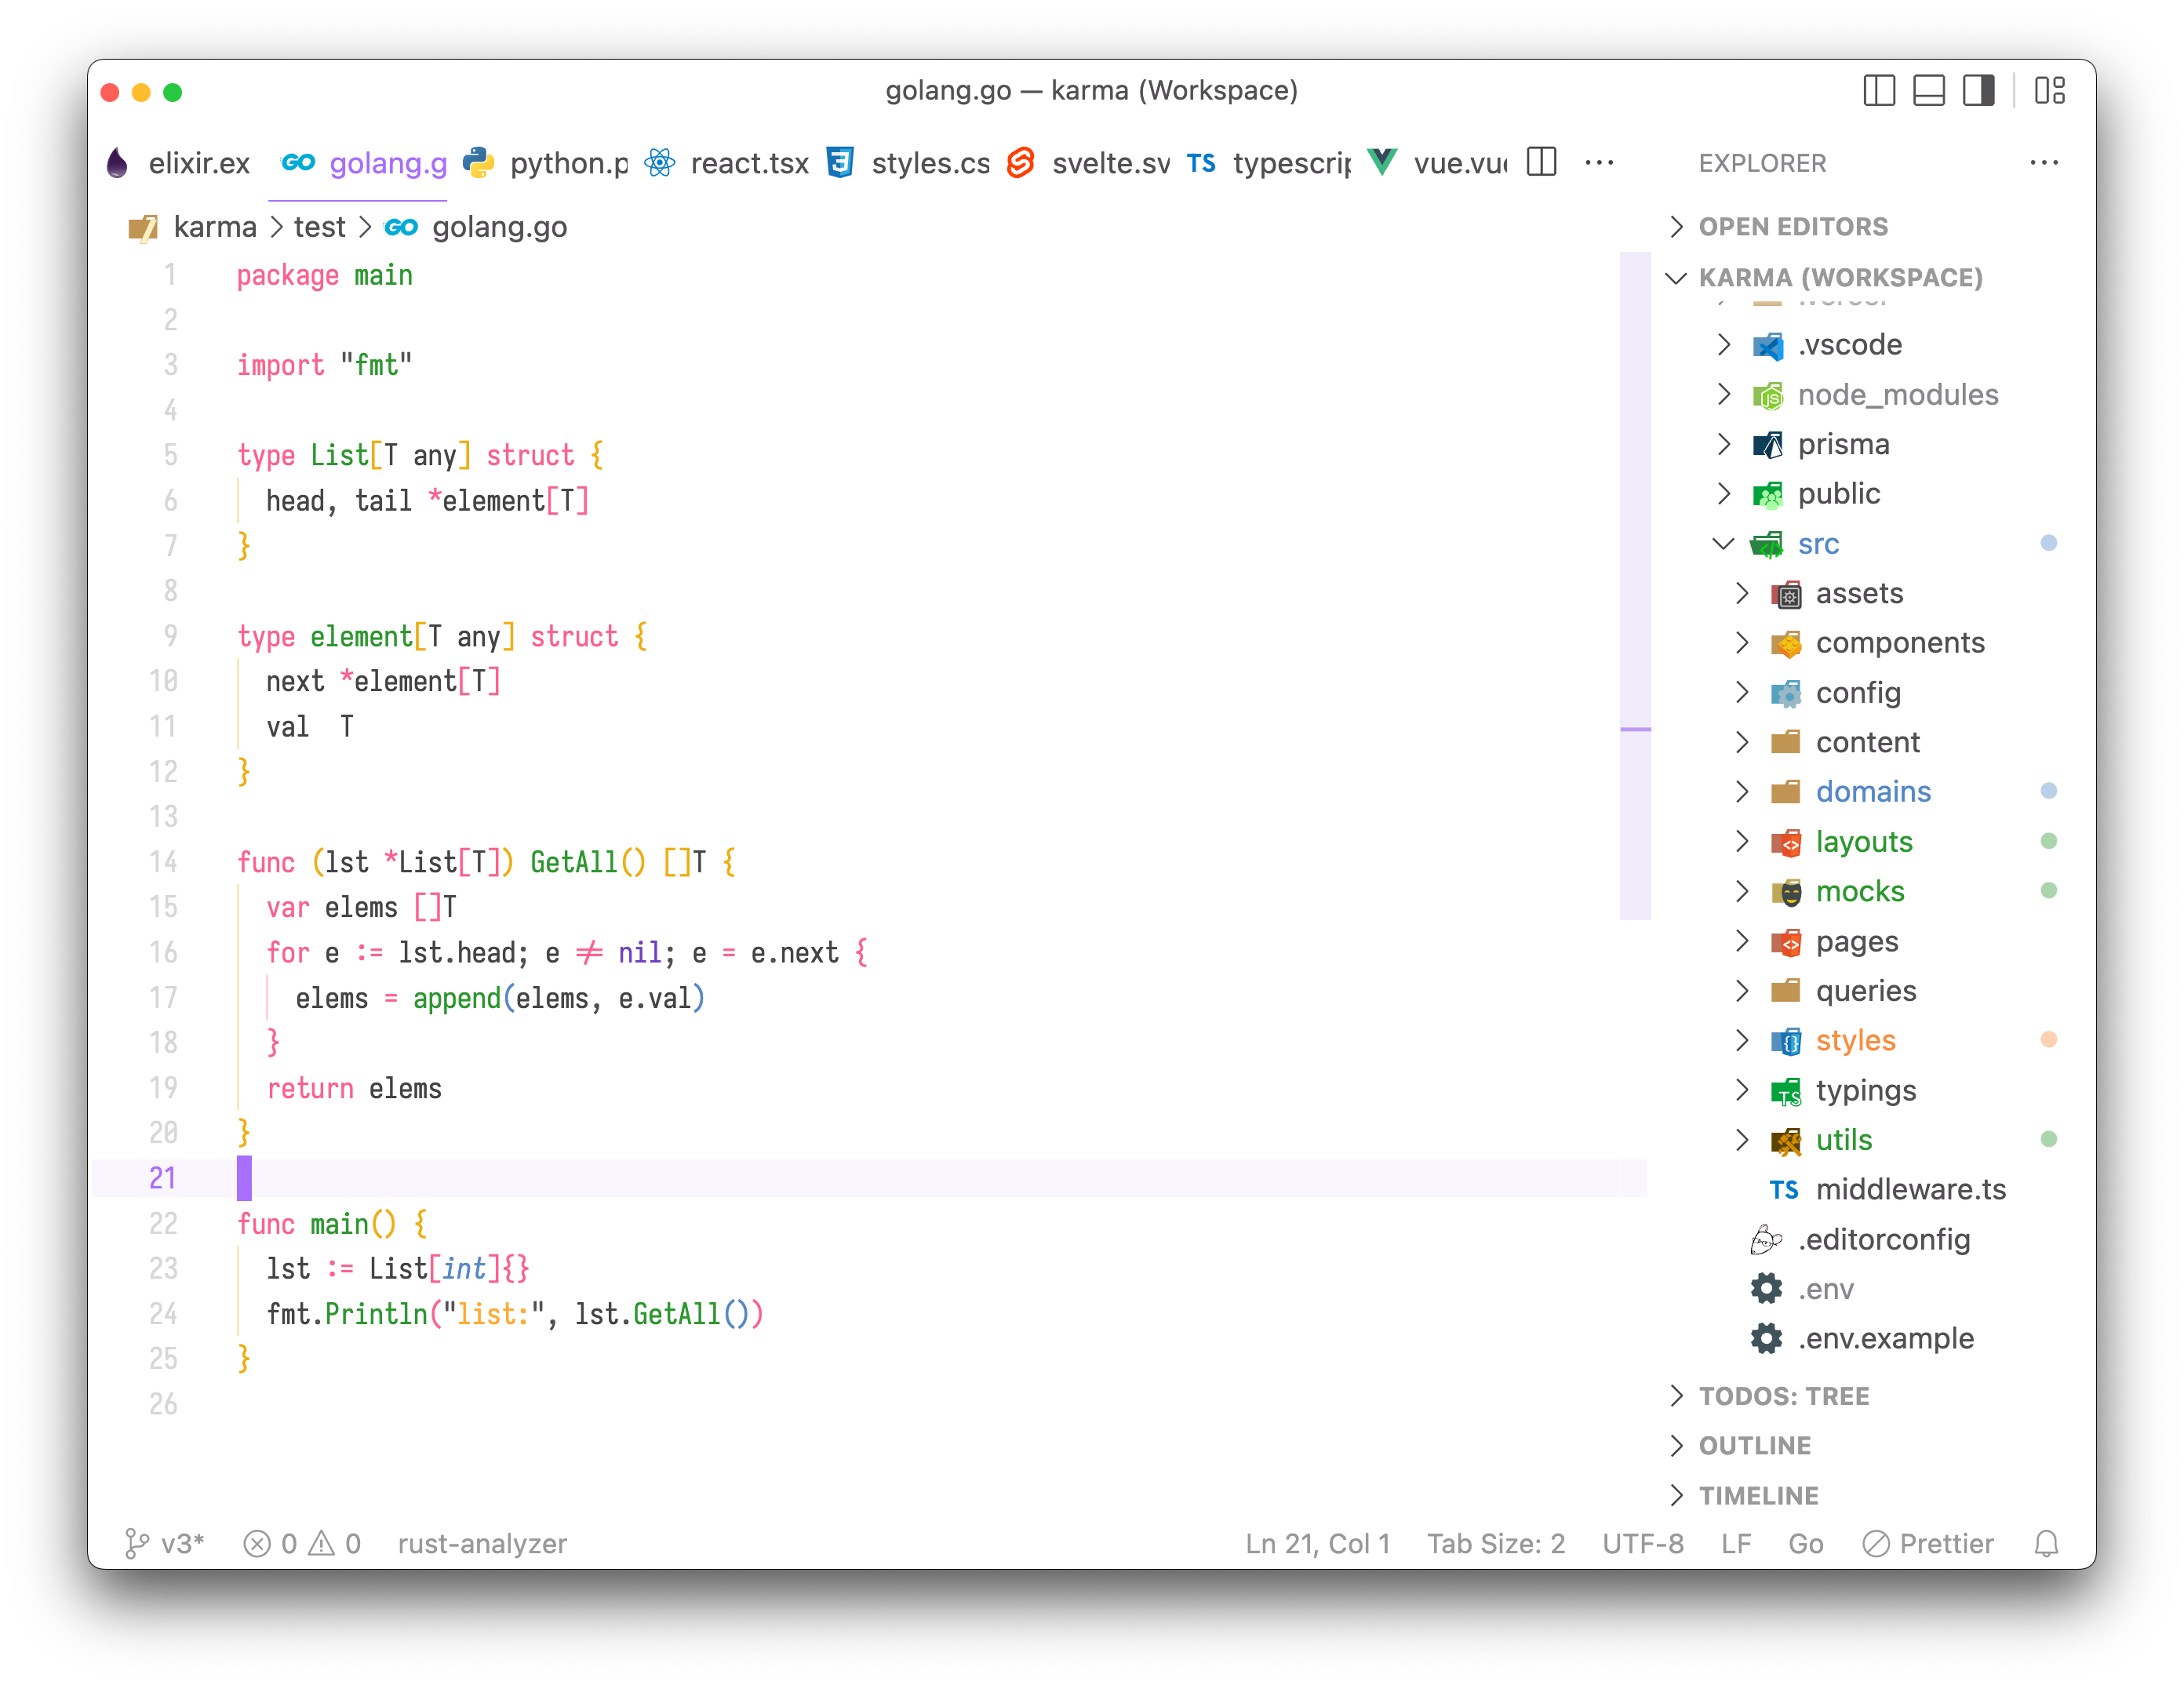 golang.go — karma (Workspace)
elixir.ex golang.g python.p react.tsx styles.cs svelte.sv TS typescrip vue.vu
EXPLORER
karma > test > GO golang.go
OPEN EDITORS
KARMA (WORKSPACE)
1 package main
2
3 import "fmt"
4
5 type List[T any] struct {
6 head, tail *element[T]
7 }
8
9 type element[T any] struct {
10 next *element[T]
11 val  T
12 }
13
14 func (lst *List[T]) GetAll() []T {
15 var elems []T
16 for e := lst.head; e != nil; e = e.next {
17 elems = append(elems, e.val)
18 }
19 return elems
20 }
21
22 func main() {
23 lst := List[int]{}
24 fmt.Println("list:", lst.GetAll())
25 }
26
.vscode
node_modules
prisma
public
src
assets
components
config
content
domains
layouts
mocks
pages
queries
styles
typings
utils
TS middleware.ts
.editorconfig
.env
.env.example
TODOS: TREE
OUTLINE
TIMELINE
v3* 0 0 rust-analyzer Ln 21, Col 1 Tab Size: 2 UTF-8 LF Go Prettier